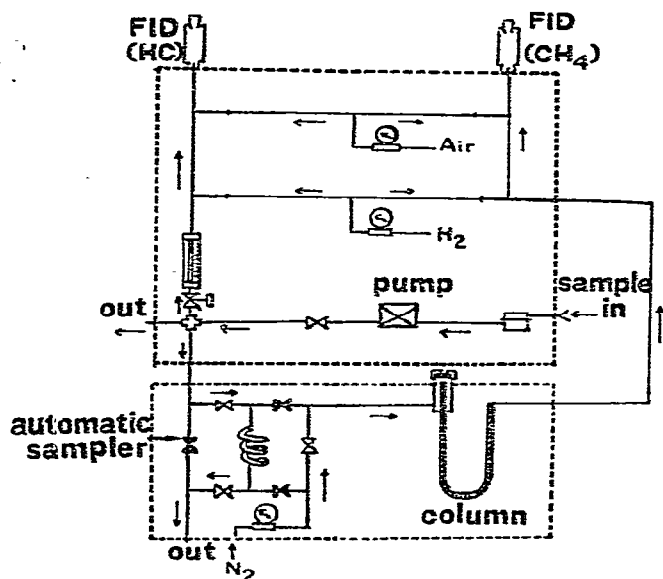 FID
(HC)
FID
(CH4)
Air
H2
pump
sample
in
out
automatic
sampler
column
out
N2